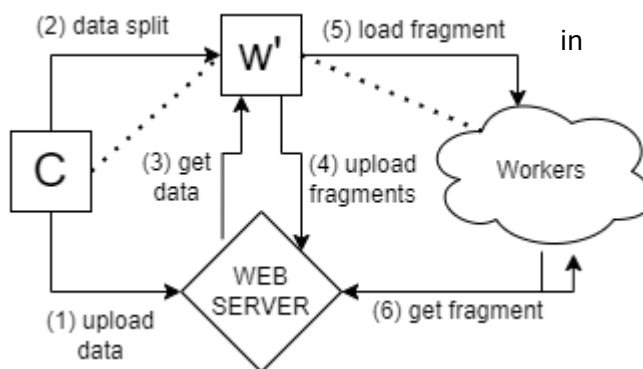 (2) data split
W'
(5) load fragment
in
C
(3) get
data
(4) upload
fragments
Workers
WEB
SERVER
(1) upload
data
(6) get fragment